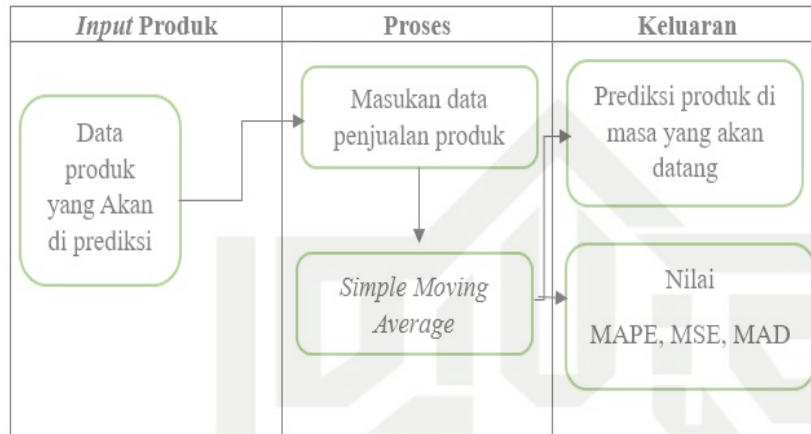 Input Produk
Proses
Keluaran
Data
produk
yang Akan
di prediksi
Masukan data
penjualan produk
Simple Moving
Average
Prediksi produk di
masa yang akan
datang
Nilai
MAPE, MSE, MAD